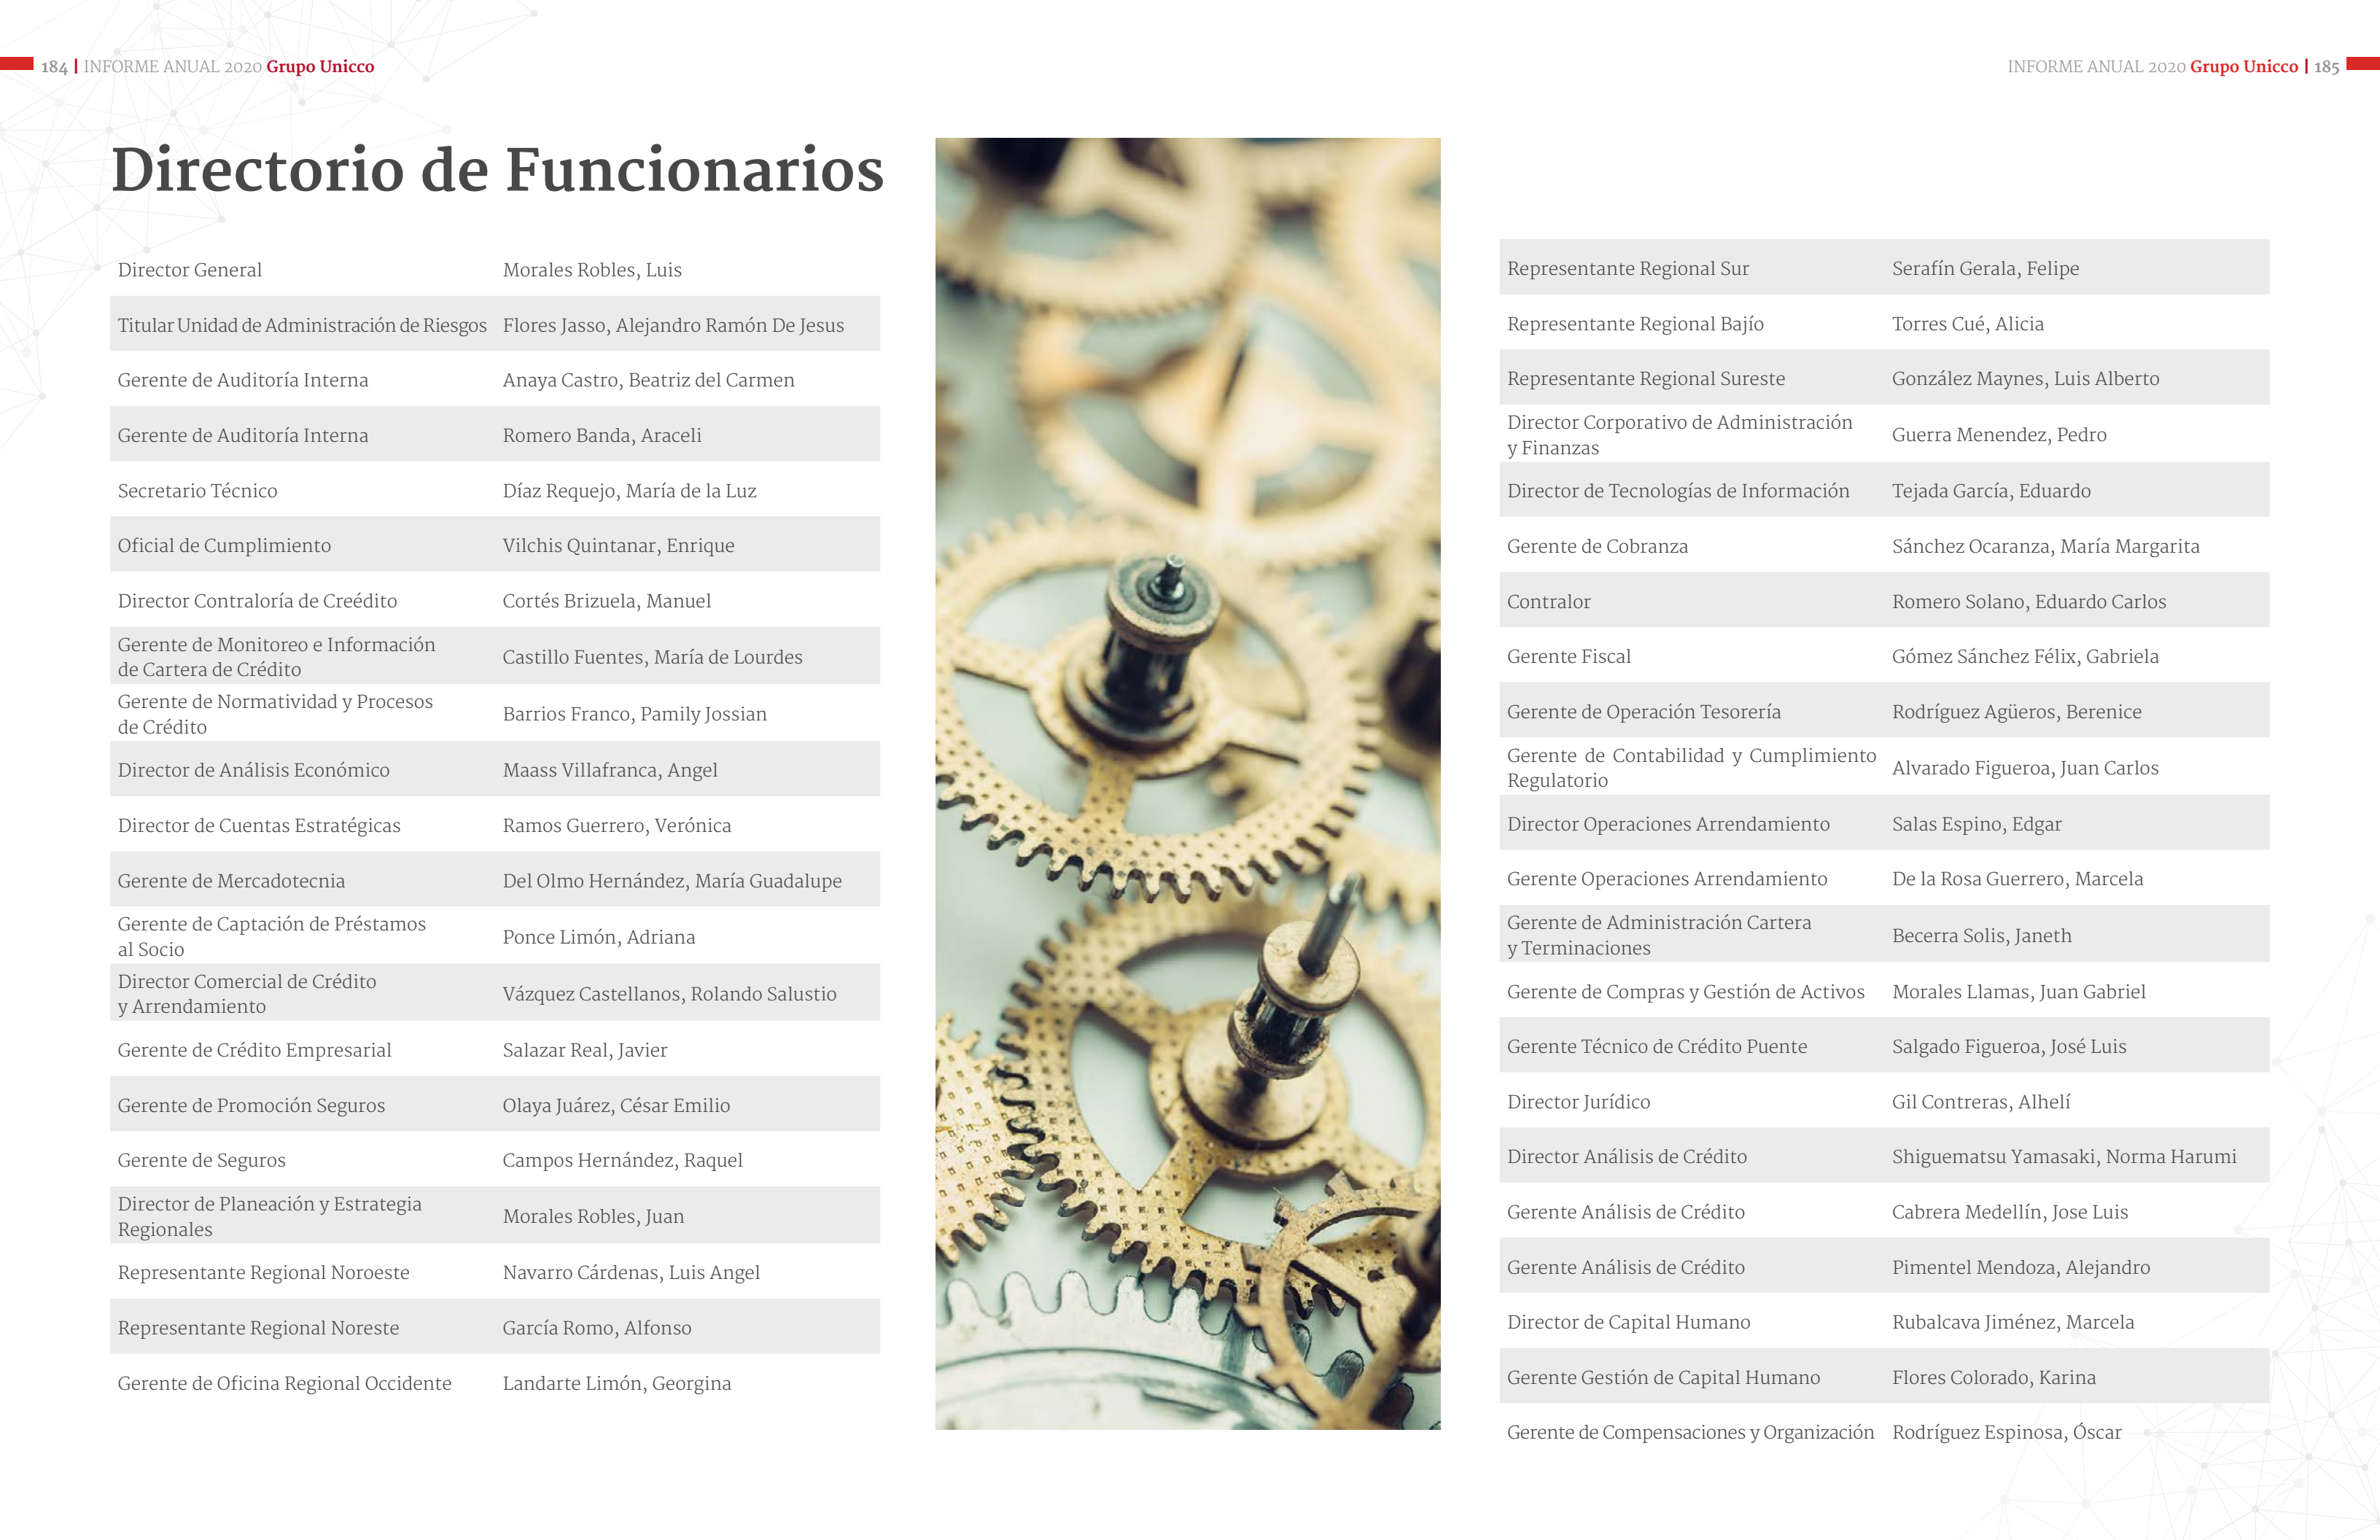 184 | INFORME ANUAL 2020 Grupo Unicco
INFORME ANUAL 2020 Grupo Unicco | 185
Directorio de Funcionarios
Director General Morales Robles, Luis
Titular Unidad de Administración de Riesgos Flores Jasso, Alejandro Ramón De Jesus
Gerente de Auditoría Interna Anaya Castro, Beatriz del Carmen
Gerente de Auditoría Interna Romero Banda, Araceli
Secretario Técnico Díaz Requejo, María de la Luz
Oficial de Cumplimiento Vilchis Quintanar, Enrique
Director Contraloría de Creédito Cortés Brizuela, Manuel
Gerente de Monitoreo e Información
de Cartera de Crédito Castillo Fuentes, María de Lourdes
Gerente de Normatividad y Procesos
de Crédito Barrios Franco, Pamily Jossian
Director de Análisis Económico Maass Villafranca, Angel
Director de Cuentas Estratégicas Ramos Guerrero, Verónica
Gerente de Mercadotecnia Del Olmo Hernández, María Guadalupe
Gerente de Captación de Préstamos
al Socio Ponce Limón, Adriana
Director Comercial de Crédito
y Arrendamiento Vázquez Castellanos, Rolando Salustio
Gerente de Crédito Empresarial Salazar Real, Javier
Gerente de Promoción Seguros Olaya Juárez, César Emilio
Gerente de Seguros Campos Hernández, Raquel
Director de Planeación y Estrategia
Regionales Morales Robles, Juan
Representante Regional Noroeste Navarro Cárdenas, Luis Angel
Representante Regional Noreste García Romo, Alfonso
Gerente de Oficina Regional Occidente Landarte Limón, Georgina
Representante Regional Sur Serafín Gerala, Felipe
Representante Regional Bajío Torres Cué, Alicia
Representante Regional Sureste González Maynes, Luis Alberto
Director Corporativo de Administración
y Finanzas Guerra Menendez, Pedro
Director de Tecnologías de Información Tejada García, Eduardo
Gerente de Cobranza Sánchez Ocaranza, María Margarita
Contralor Romero Solano, Eduardo Carlos
Gerente Fiscal Gómez Sánchez Félix, Gabriela
Gerente de Operación Tesorería Rodríguez Agüeros, Berenice
Gerente de Contabilidad y Cumplimiento
Regulatorio Alvarado Figueroa, Juan Carlos
Director Operaciones Arrendamiento Salas Espino, Edgar
Gerente Operaciones Arrendamiento De la Rosa Guerrero, Marcela
Gerente de Administración Cartera
y Terminaciones Becerra Solis, Janeth
Gerente de Compras y Gestión de Activos Morales Llamas, Juan Gabriel
Gerente Técnico de Crédito Puente Salgado Figueroa, José Luis
Director Jurídico Gil Contreras, Alhelí
Director Análisis de Crédito Shiguematsu Yamasaki, Norma Harumi
Gerente Análisis de Crédito Cabrera Medellín, Jose Luis
Gerente Análisis de Crédito Pimentel Mendoza, Alejandro
Director de Capital Humano Rubalcava Jiménez, Marcela
Gerente Gestión de Capital Humano Flores Colorado, Karina
Gerente de Compensaciones y Organización Rodríguez Espinosa, Óscar